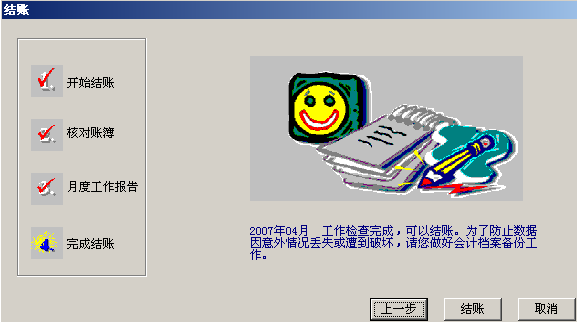 结账
开始结账
核对账簿
月度工作报告
完成结账
2007年04月　工作检查完成，可以结账。为了防止数据
因意外情况丢失或遭到破坏，请您做好会计档案备份工
作。
上一步
结账
取消